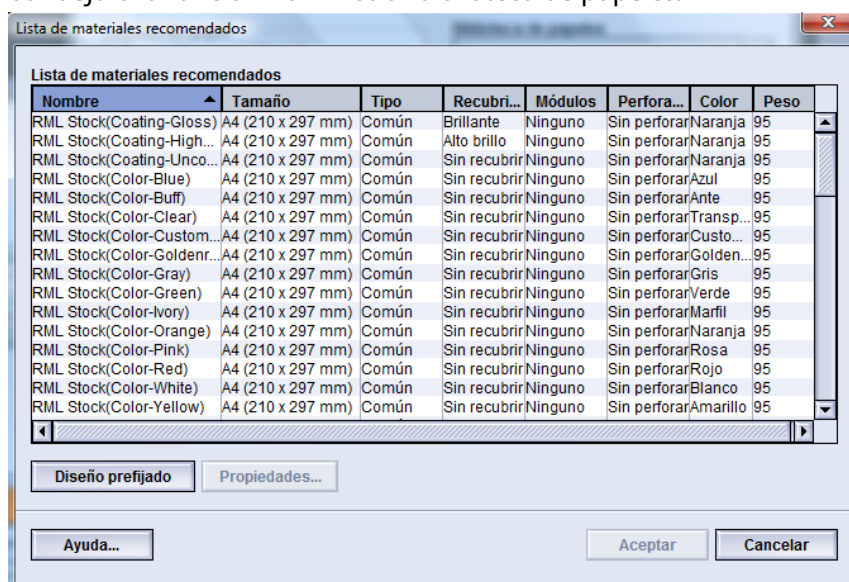 Lista de materiales recomendados
Lista de materiales recomendados
Nombre Tamaño Tipo Recubri... Módulos Perfora... Color Peso
RML Stock(Coating-Gloss) A4 (210 x 297 mm) Común Brillante Ninguno Sin perforar Naranja 95
RML Stock(Coating-High... A4 (210 x 297 mm) Común Alto brillo Ninguno Sin perforar Naranja 95
RML Stock(Coating-Unco... A4 (210 x 297 mm) Común Sin recubrir Ninguno Sin perforar Naranja 95
RML Stock(Color-Blue) A4 (210 x 297 mm) Común Sin recubrir Ninguno Sin perforar Azul 95
RML Stock(Color-Buff) A4 (210 x 297 mm) Común Sin recubrir Ninguno Sin perforar Ante 95
RML Stock(Color-Clear) A4 (210 x 297 mm) Común Sin recubrir Ninguno Sin perforar Transp... 95
RML Stock(Color-Custom... A4 (210 x 297 mm) Común Sin recubrir Ninguno Sin perforar Custo... 95
RML Stock(Color-Goldenr... A4 (210 x 297 mm) Común Sin recubrir Ninguno Sin perforar Golden... 95
RML Stock(Color-Gray) A4 (210 x 297 mm) Común Sin recubrir Ninguno Sin perforar Gris 95
RML Stock(Color-Green) A4 (210 x 297 mm) Común Sin recubrir Ninguno Sin perforar Verde 95
RML Stock(Color-Ivory) A4 (210 x 297 mm) Común Sin recubrir Ninguno Sin perforar Marfil 95
RML Stock(Color-Orange) A4 (210 x 297 mm) Común Sin recubrir Ninguno Sin perforar Naranja 95
RML Stock(Color-Pink) A4 (210 x 297 mm) Común Sin recubrir Ninguno Sin perforar Rosa 95
RML Stock(Color-Red) A4 (210 x 297 mm) Común Sin recubrir Ninguno Sin perforar Rojo 95
RML Stock(Color-White) A4 (210 x 297 mm) Común Sin recubrir Ninguno Sin perforar Blanco 95
RML Stock(Color-Yellow) A4 (210 x 297 mm) Común Sin recubrir Ninguno Sin perforar Amarillo 95
Diseño prefijado Propiedades...
Ayuda... Aceptar Cancelar